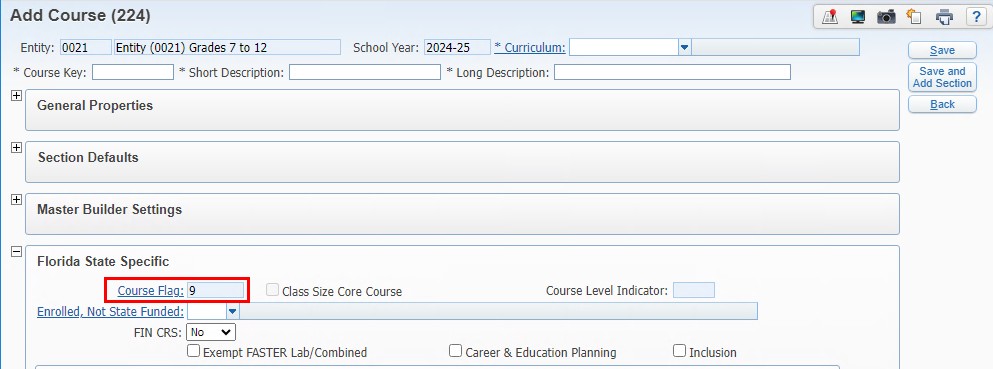 Add Course (224)
?
Entity: 0021 Entity (0021) Grades 7 to 12 School Year: 2024-25 * Curriculum:
Save
* Course Key: * Short Description: * Long Description:
Save and
Add Section
Back
General Properties
Section Defaults
Master Builder Settings
Florida State Specific
Course Flag: 9 Class Size Core Course Course Level Indicator:
Enrolled, Not State Funded:
FIN CRS: No
Exempt FASTER Lab/Combined Career & Education Planning Inclusion